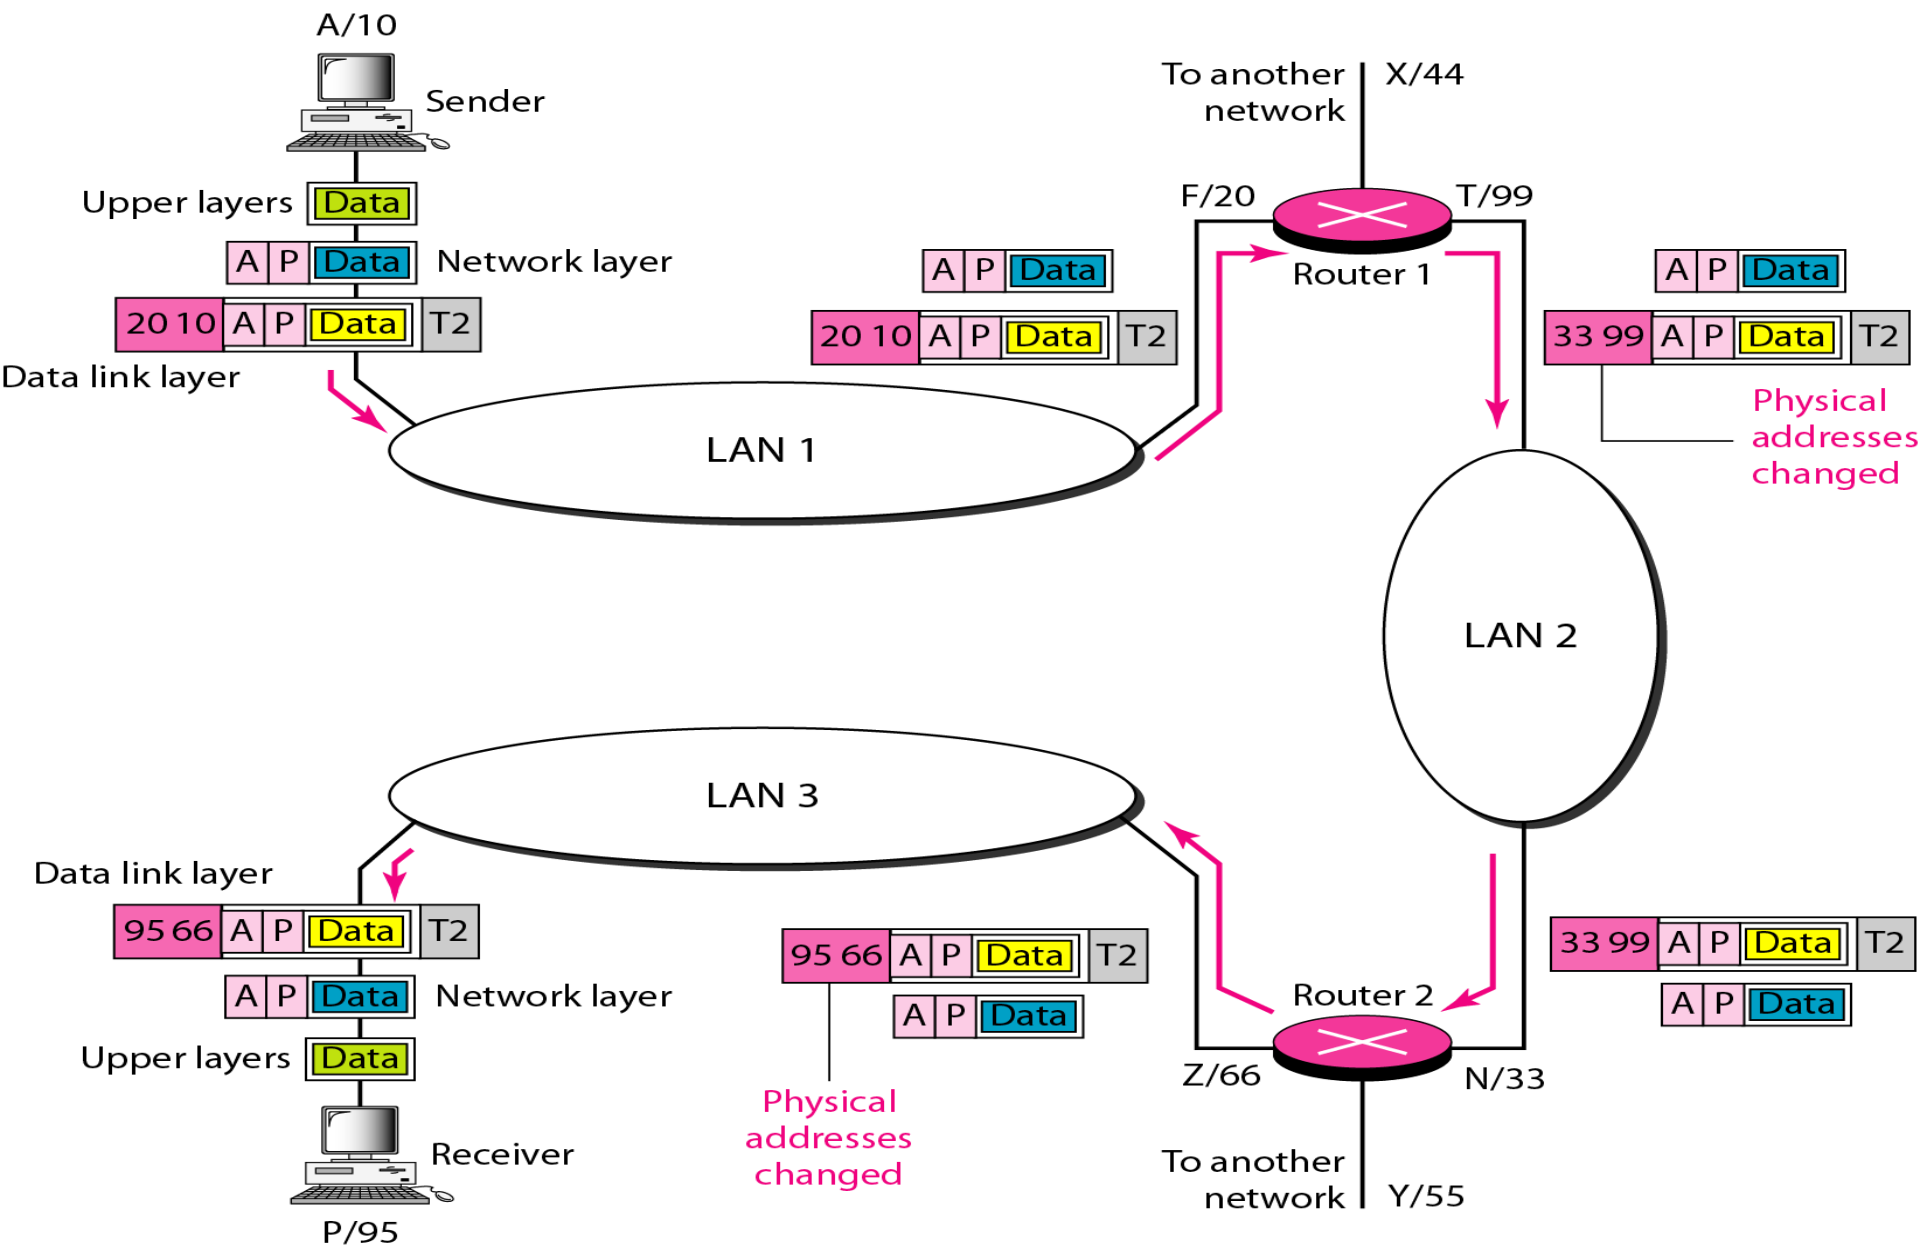 A/10
Sender
Upper layers Data
A P Data Network layer
20 10 A P Data T2
Data link layer
LAN 1
To another
network
X/44
F/20
T/99
Router 1
A P Data
20 10 A P Data T2
A P Data
33 99 A P Data T2
Physical
addresses
changed
LAN 2
LAN 3
Data link layer
95 66 A P Data T2
A P Data Network layer
Upper layers Data
Receiver
P/95
95 66 A P Data T2
A P Data
Physical
addresses
changed
Router 2
Z/66
N/33
33 99 A P Data T2
A P Data
To another
network
Y/55